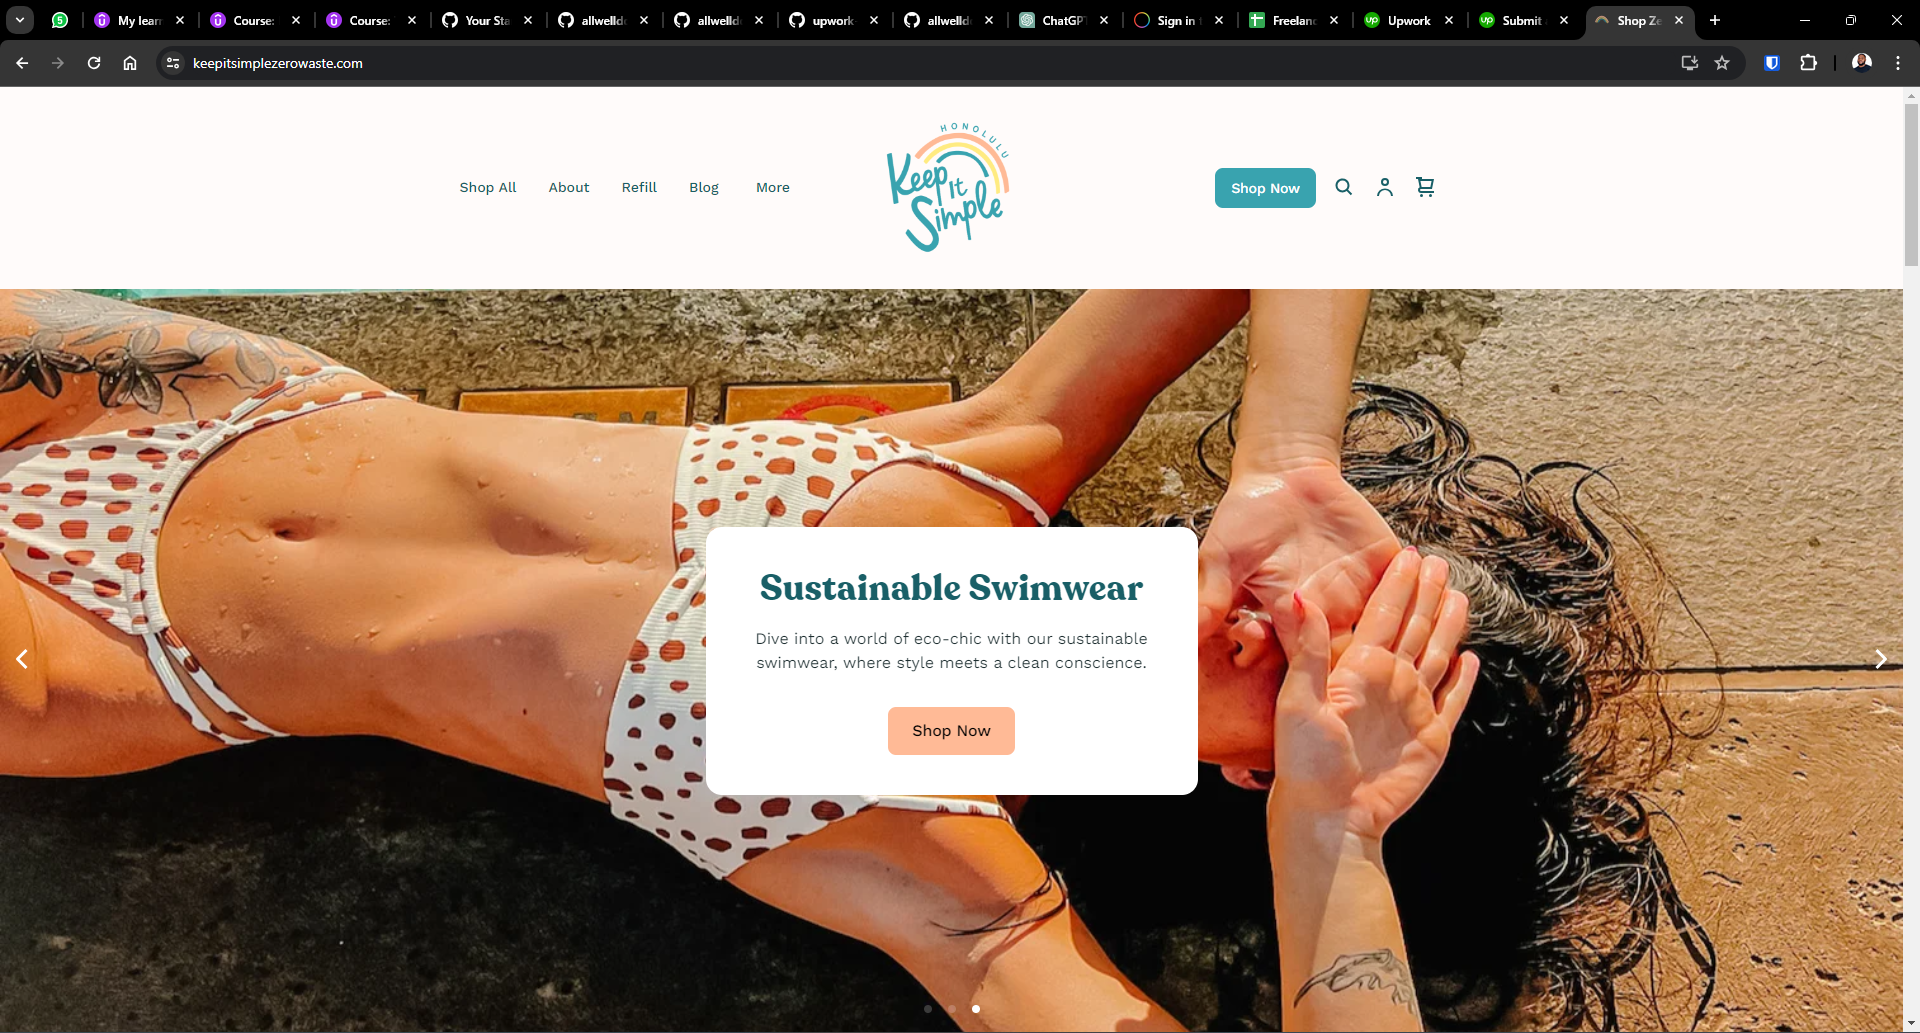 My learn
Course:
Course:
Your Sta
allwelld
allwelld
upwork-
allwelld
ChatGP
Sign in t
Freelanc
Upwork
Submit
Shop Ze
keepitsimplezerowaste.com
Shop All
About
Refill
Blog
More
HONOLULU
Keep It
Simple
Shop Now
Sustainable Swimwear
Dive into a world of eco-chic with our sustainable
swimwear, where style meets a clean conscience.
Shop Now